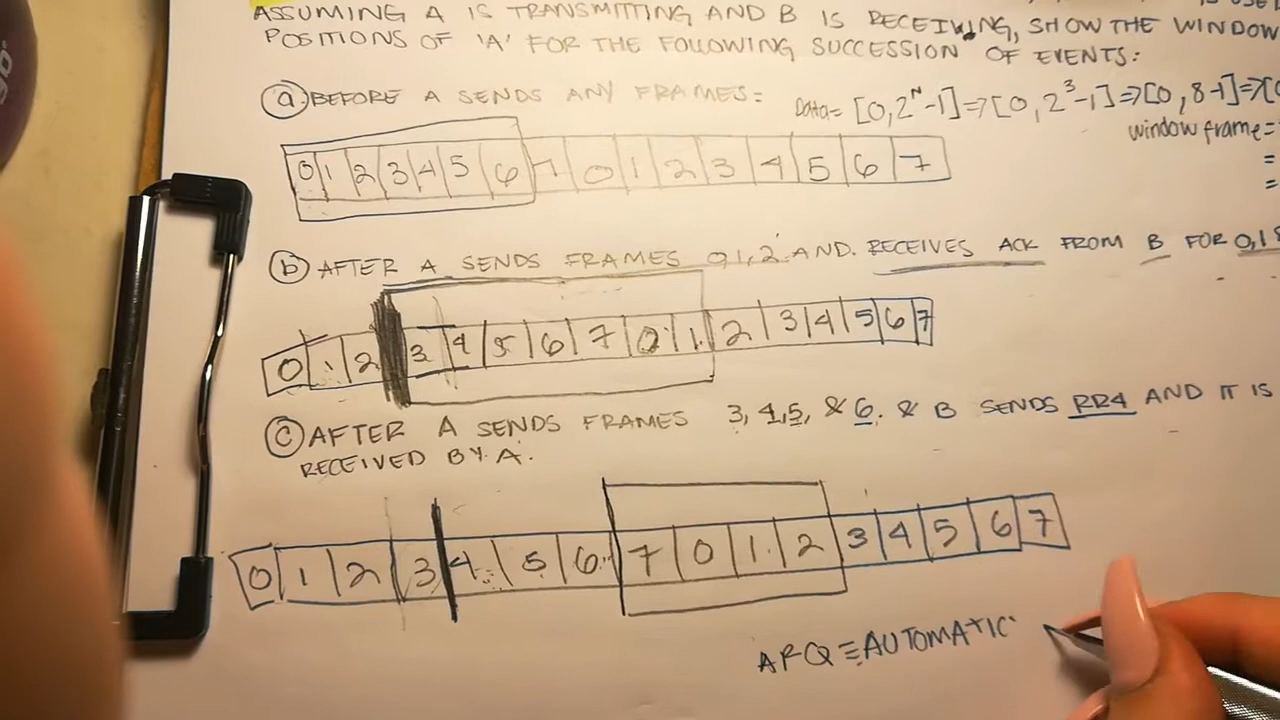 ASSUMING A IS TRANSMITTING AND B IS RECEIVING, SHOW THE WINDOW
POSITIONS OF 'A' FOR THE FOLLOWING SUCCESSION OF EVENTS:
(a) BEFORE A SENDS ANY FRAMES:
Data= [0, 2^N -1] => [0, 2^3 -1] => [0, 8-1] =>
window frame=
=
=
0 1 2 3 4 5 6 7 0 1 2 3 4 5 6 7
(b) AFTER A SENDS FRAMES 0,1,2 AND. RECEIVES ACK FROM B FOR 0,1
0 1 2 3 4 5 6 7 0 1 2 3 4 5 6 7
(c) AFTER A SENDS FRAMES 3, 4, 5, & 6. & B SENDS RR4 AND IT IS
RECEIVED BY A.
0 1 2 3 4 5 6 7 0 1 2 3 4 5 6 7
ARQ ≡ AUTOMATIC